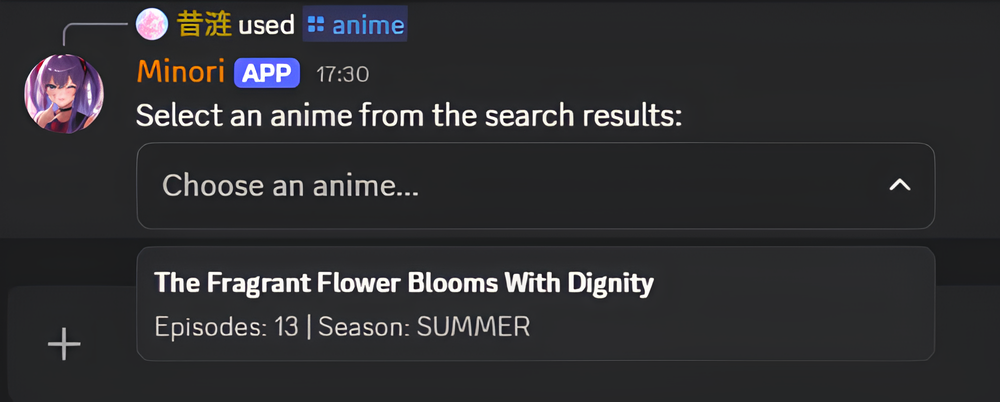 昔涟 used anime
Minori APP 17:30
Select an anime from the search results:
Choose an anime...
The Fragrant Flower Blooms With Dignity
Episodes: 13 | Season: SUMMER